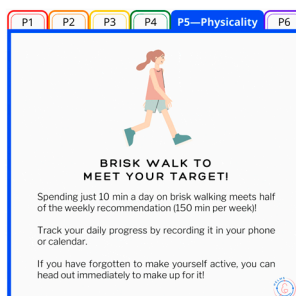 P1 P2 P3 P4 P5—Physicality P6
BRISK WALK TO
MEET YOUR TARGET!
Spending just 10 min a day on brisk walking meets half
of the weekly recommendation (150 min per week)!
Track your daily progress by recording it in your phone
or calendar.
If you have forgotten to make yourself active, you can
head out immediately to make up for it!